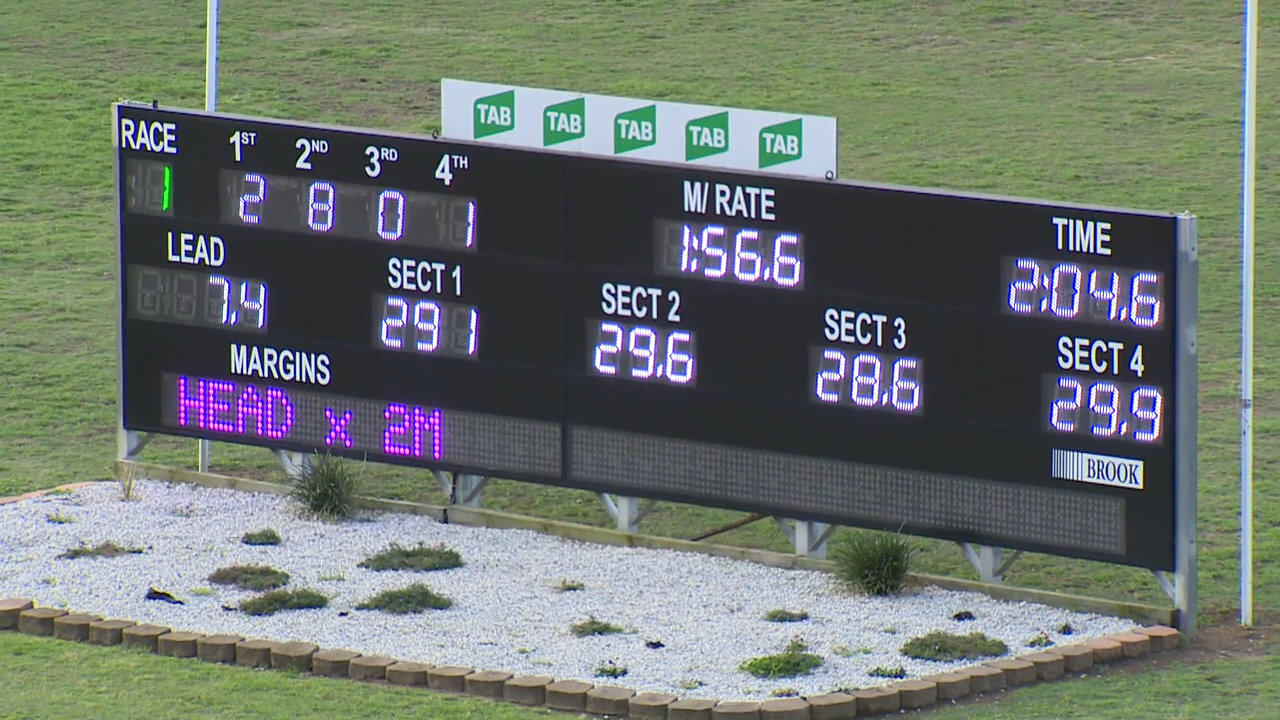 TAB TAB TAB TAB TAB
RACE 1ST 2ND 3RD 4TH
1 2 8 0 1
M/ RATE
1:56.6
TIME
2:04.6
LEAD
7.4
SECT 1
29 1
SECT 2
29.6
SECT 3
28.6
SECT 4
29.9
MARGINS
HEAD x 2M
BROOK